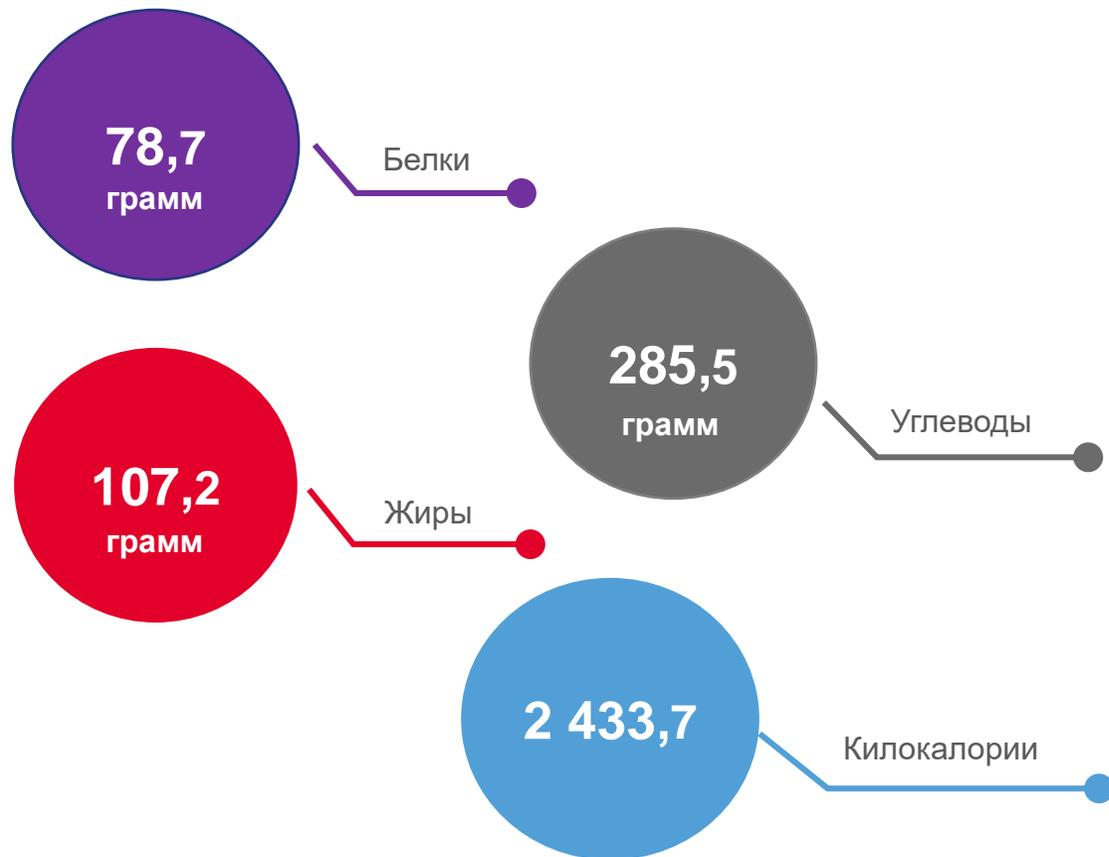 78,7
грамм
Белки
285,5
грамм
Углеводы
107,2
грамм
Жиры
2 433,7
Килокалории